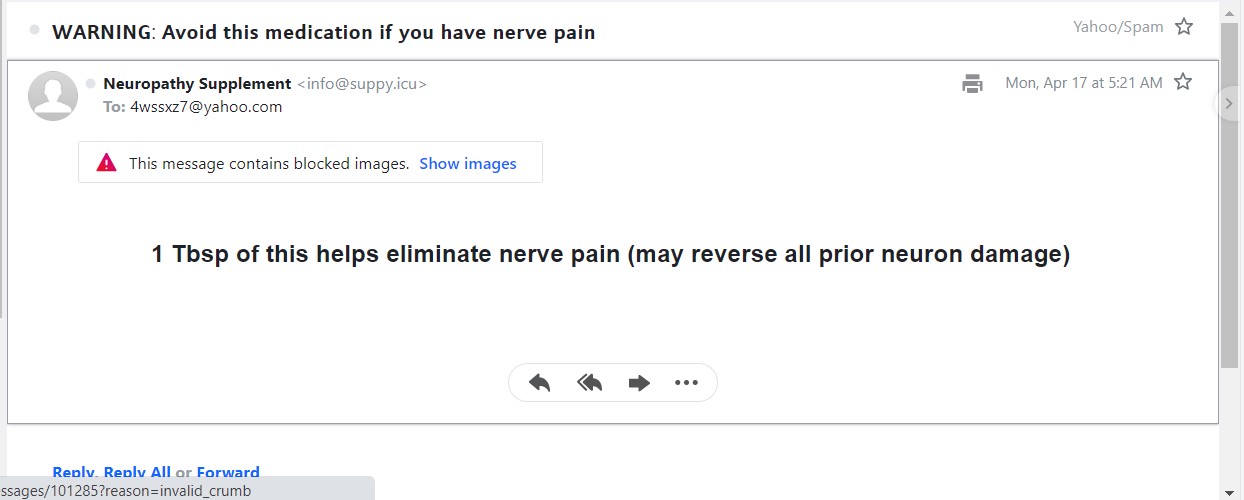 WARNING: Avoid this medication if you have nerve pain
Yahoo/Spam
Neuropathy Supplement <info@suppy.icu>
Mon, Apr 17 at 5:21 AM
To: 4wssxz7@yahoo.com
This message contains blocked images. Show images
1 Tbsp of this helps eliminate nerve pain (may reverse all prior neuron damage)
Reply, Reply All or Forward
ssages/101285?reason=invalid_crumb